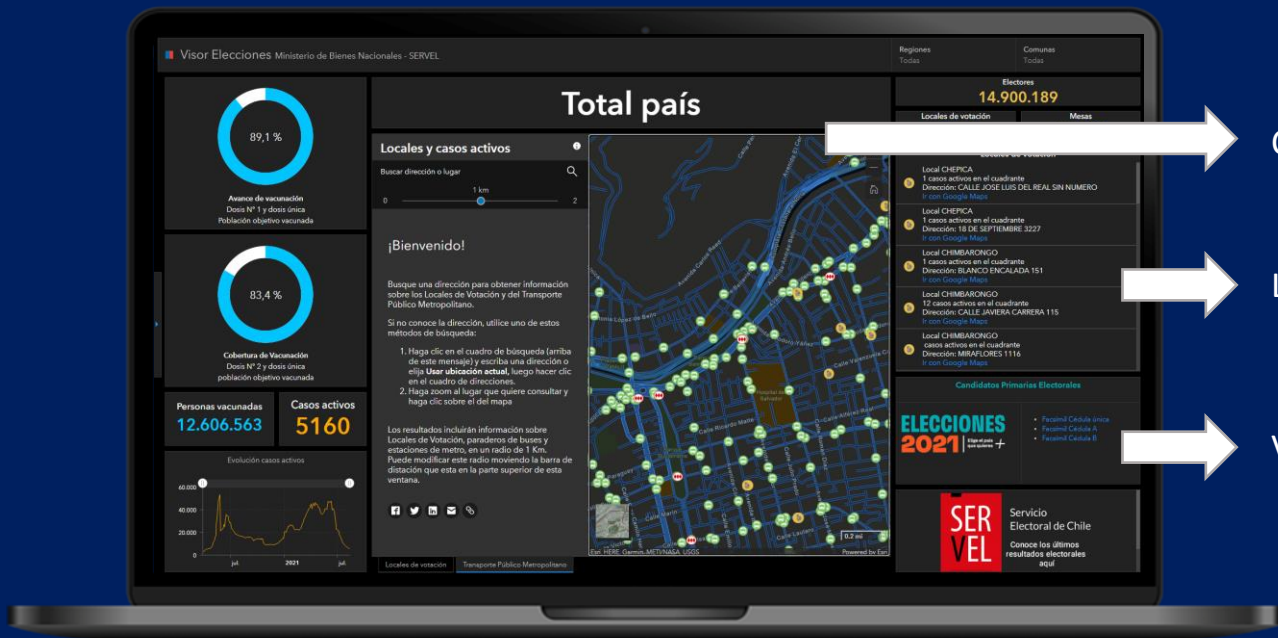 Visor Elecciones Ministerio de Bienes Nacionales - SERVEL
Regiones
Todas
Comunas
Todas
89,1 %
Avance de vacunación
Dosis N° 1 y dosis única
Población objetivo vacunada
83,4 %
Cobertura de Vacunación
Dosis N° 2 y dosis única
población objetivo vacunada
Personas vacunadas
12.606.563
Casos activos
5160
Evolución casos activos
60.000
40.000
20.000
0
jul.
2021
jul.
Total país
Locales y casos activos
Buscar dirección o lugar
1 km
0
2
¡Bienvenido!
Busque una dirección para obtener información
sobre los Locales de Votación y del Transporte
Público Metropolitano.
Si no conoce la dirección, utilice uno de estos
métodos de búsqueda:
1. Haga clic en el cuadro de búsqueda (arriba
de este mensaje) y escriba una dirección o
elija Usar ubicación actual, luego hacer clic
en el cuadro de direcciones.
2. Haga zoom al lugar que quiere consultar y
haga clic sobre el del mapa
Los resultados incluirán información sobre
Locales de Votación, paraderos de buses y
estaciones de metro, en un radio de 1 Km.
Puede modificar este radio moviendo la barra de
distación que esta en la parte superior de esta
ventana.
Locales de votación
Transporte Público Metropolitano
Calle Ricardo Matte
Calle Marín
0.2 mi
Esri, HERE, Garmin, METI/NASA, USGS
Powered by Esri
Electores
14.900.189
Locales de votación
Mesas
Locales de votación
Local CHEPICA
1 casos activos en el cuadrante
Dirección: CALLE JOSE LUIS DEL REAL SIN NUMERO
Ir con Google Maps
Local CHEPICA
1 casos activos en el cuadrante
Dirección: 18 DE SEPTIEMBRE 3227
Ir con Google Maps
Local CHIMBARONGO
1 casos activos en el cuadrante
Dirección: BLANCO ENCALADA 151
Ir con Google Maps
Local CHIMBARONGO
12 casos activos en el cuadrante
Dirección: CALLE JAVIERA CARRERA 115
Ir con Google Maps
Local CHIMBARONGO
casos activos en el cuadrante
Dirección: MIRAFLORES 1116
Ir con Google Maps
Candidatos Primarias Electorales
ELECCIONES
2021 Elige el país que quieres +
Facsímil Cédula única
Facsímil Cédula A
Facsímil Cédula B
SER
VEL
Servicio
Electoral de Chile
Conoce los últimos
resultados electorales
aquí